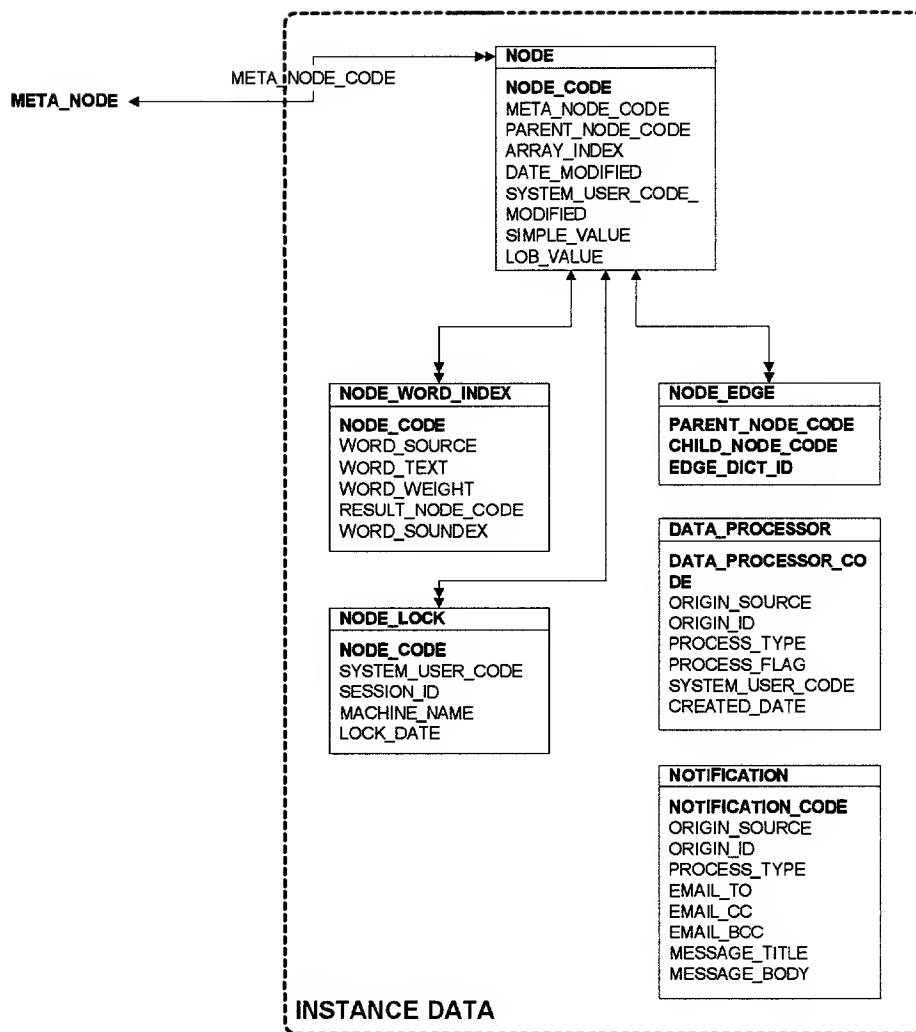 NODE
META_NODE_CODE
META_NODE
NODE_CODE
META_NODE_CODE
PARENT_NODE_CODE
ARRAY_INDEX
DATE_MODIFIED
SYSTEM_USER_CODE_
MODIFIED
SIMPLE_VALUE
LOB_VALUE
NODE_WORD_INDEX
NODE_CODE
WORD_SOURCE
WORD_TEXT
WORD_WEIGHT
RESULT_NODE_CODE
WORD_SOUNDEX
NODE_EDGE
PARENT_NODE_CODE
CHILD_NODE_CODE
EDGE_DICT_ID
DATA_PROCESSOR
DATA_PROCESSOR_CO
DE
ORIGIN_SOURCE
ORIGIN_ID
PROCESS_TYPE
PROCESS_FLAG
SYSTEM_USER_CODE
CREATED_DATE
NODE_LOCK
NODE_CODE
SYSTEM_USER_CODE
SESSION_ID
MACHINE_NAME
LOCK_DATE
NOTIFICATION
NOTIFICATION_CODE
ORIGIN_SOURCE
ORIGIN_ID
PROCESS_TYPE
EMAIL_TO
EMAIL_CC
EMAIL_BCC
MESSAGE_TITLE
MESSAGE_BODY
INSTANCE DATA